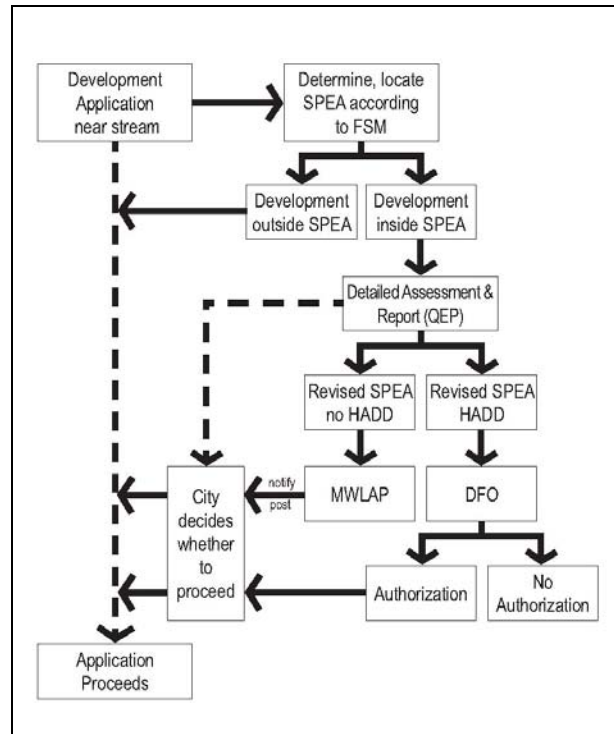 Development
Application
near stream
Determine, locate
SPEA according
to FSM
Development
outside SPEA
Development
inside SPEA
Detailed Assessment &
Report (QEP)
Revised SPEA
no HADD
Revised SPEA
HADD
City
decides
whether
to
proceed
notify
post
MWLAP
DFO
Authorization
No
Authorization
Application
Proceeds